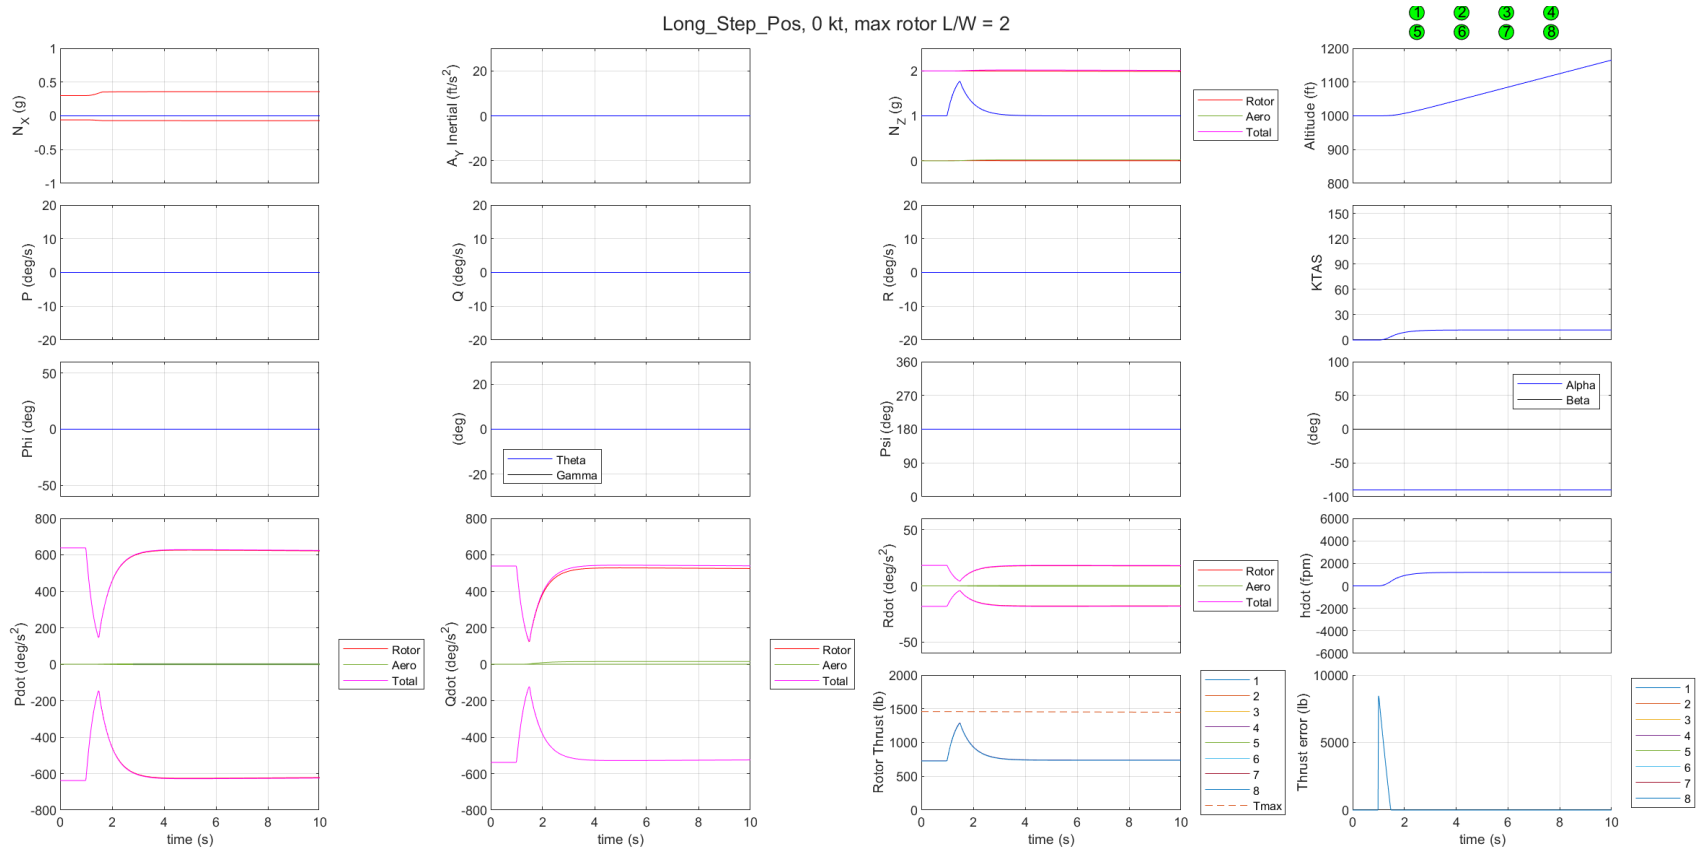 Long_Step_Pos, 0 kt, max rotor L/W = 2
1 2 3 4
5 6 7 8
1
0.5
0
-0.5
-1
N_X (g)
20
0
-20
A_Y Inertial (ft/s^2)
2
1
0
N_Z (g)
Rotor
Aero
Total
1200
1100
1000
900
800
Altitude (ft)
20
10
0
-10
-20
P (deg/s)
20
10
0
-10
-20
Q (deg/s)
20
10
0
-10
-20
R (deg/s)
150
120
90
60
30
0
KTAS
50
0
-50
Phi (deg)
20
0
-20
(deg)
Theta
Gamma
360
270
180
90
0
Psi (deg)
100
50
0
-50
-100
(deg)
Alpha
Beta
800
600
400
200
0
-200
-400
-600
-800
Pdot (deg/s^2)
0 2 4 6 8 10
time (s)
Rotor
Aero
Total
800
600
400
200
0
-200
-400
-600
-800
Qdot (deg/s^2)
0 2 4 6 8 10
time (s)
Rotor
Aero
Total
50
0
-50
Rdot (deg/s^2)
Rotor
Aero
Total
6000
4000
2000
0
-2000
-4000
-6000
hdot (fpm)
2000
1500
1000
500
0
Rotor Thrust (lb)
0 2 4 6 8 10
time (s)
1
2
3
4
5
6
7
8
Tmax
10000
5000
0
Thrust error (lb)
0 2 4 6 8 10
time (s)
1
2
3
4
5
6
7
8